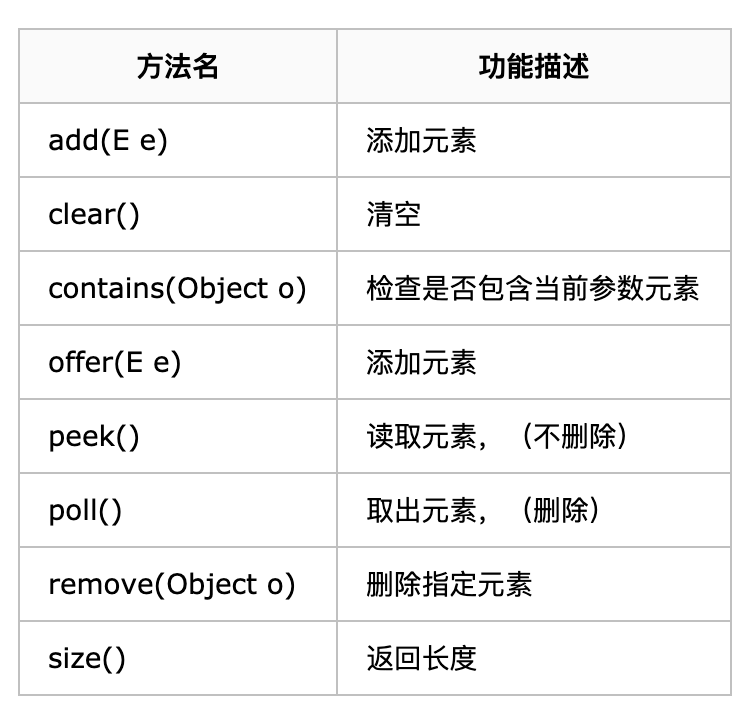 方法名 功能描述
add(E e) 添加元素
clear() 清空
contains(Object o) 检查是否包含当前参数元素
offer(E e) 添加元素
peek() 读取元素，（不删除）
poll() 取出元素，（删除）
remove(Object o) 删除指定元素
size() 返回长度